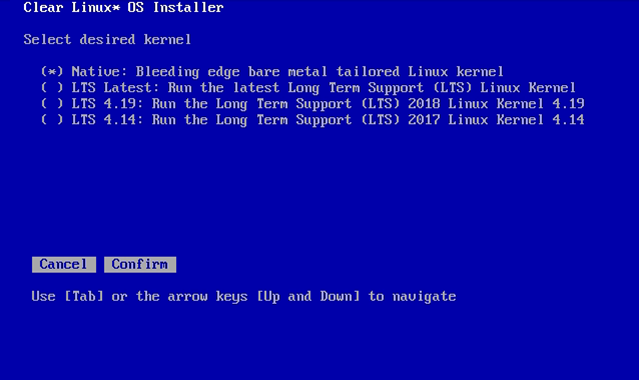 Clear Linux* OS Installer
Select desired kernel
(*) Native: Bleeding edge bare metal tailored Linux kernel
( ) LTS Latest: Run the latest Long Term Support (LTS) Linux Kernel
( ) LTS 4.19: Run the Long Term Support (LTS) 2018 Linux Kernel 4.19
( ) LTS 4.14: Run the Long Term Support (LTS) 2017 Linux Kernel 4.14
Cancel Confirm
Use [Tab] or the arrow keys [Up and Down] to navigate